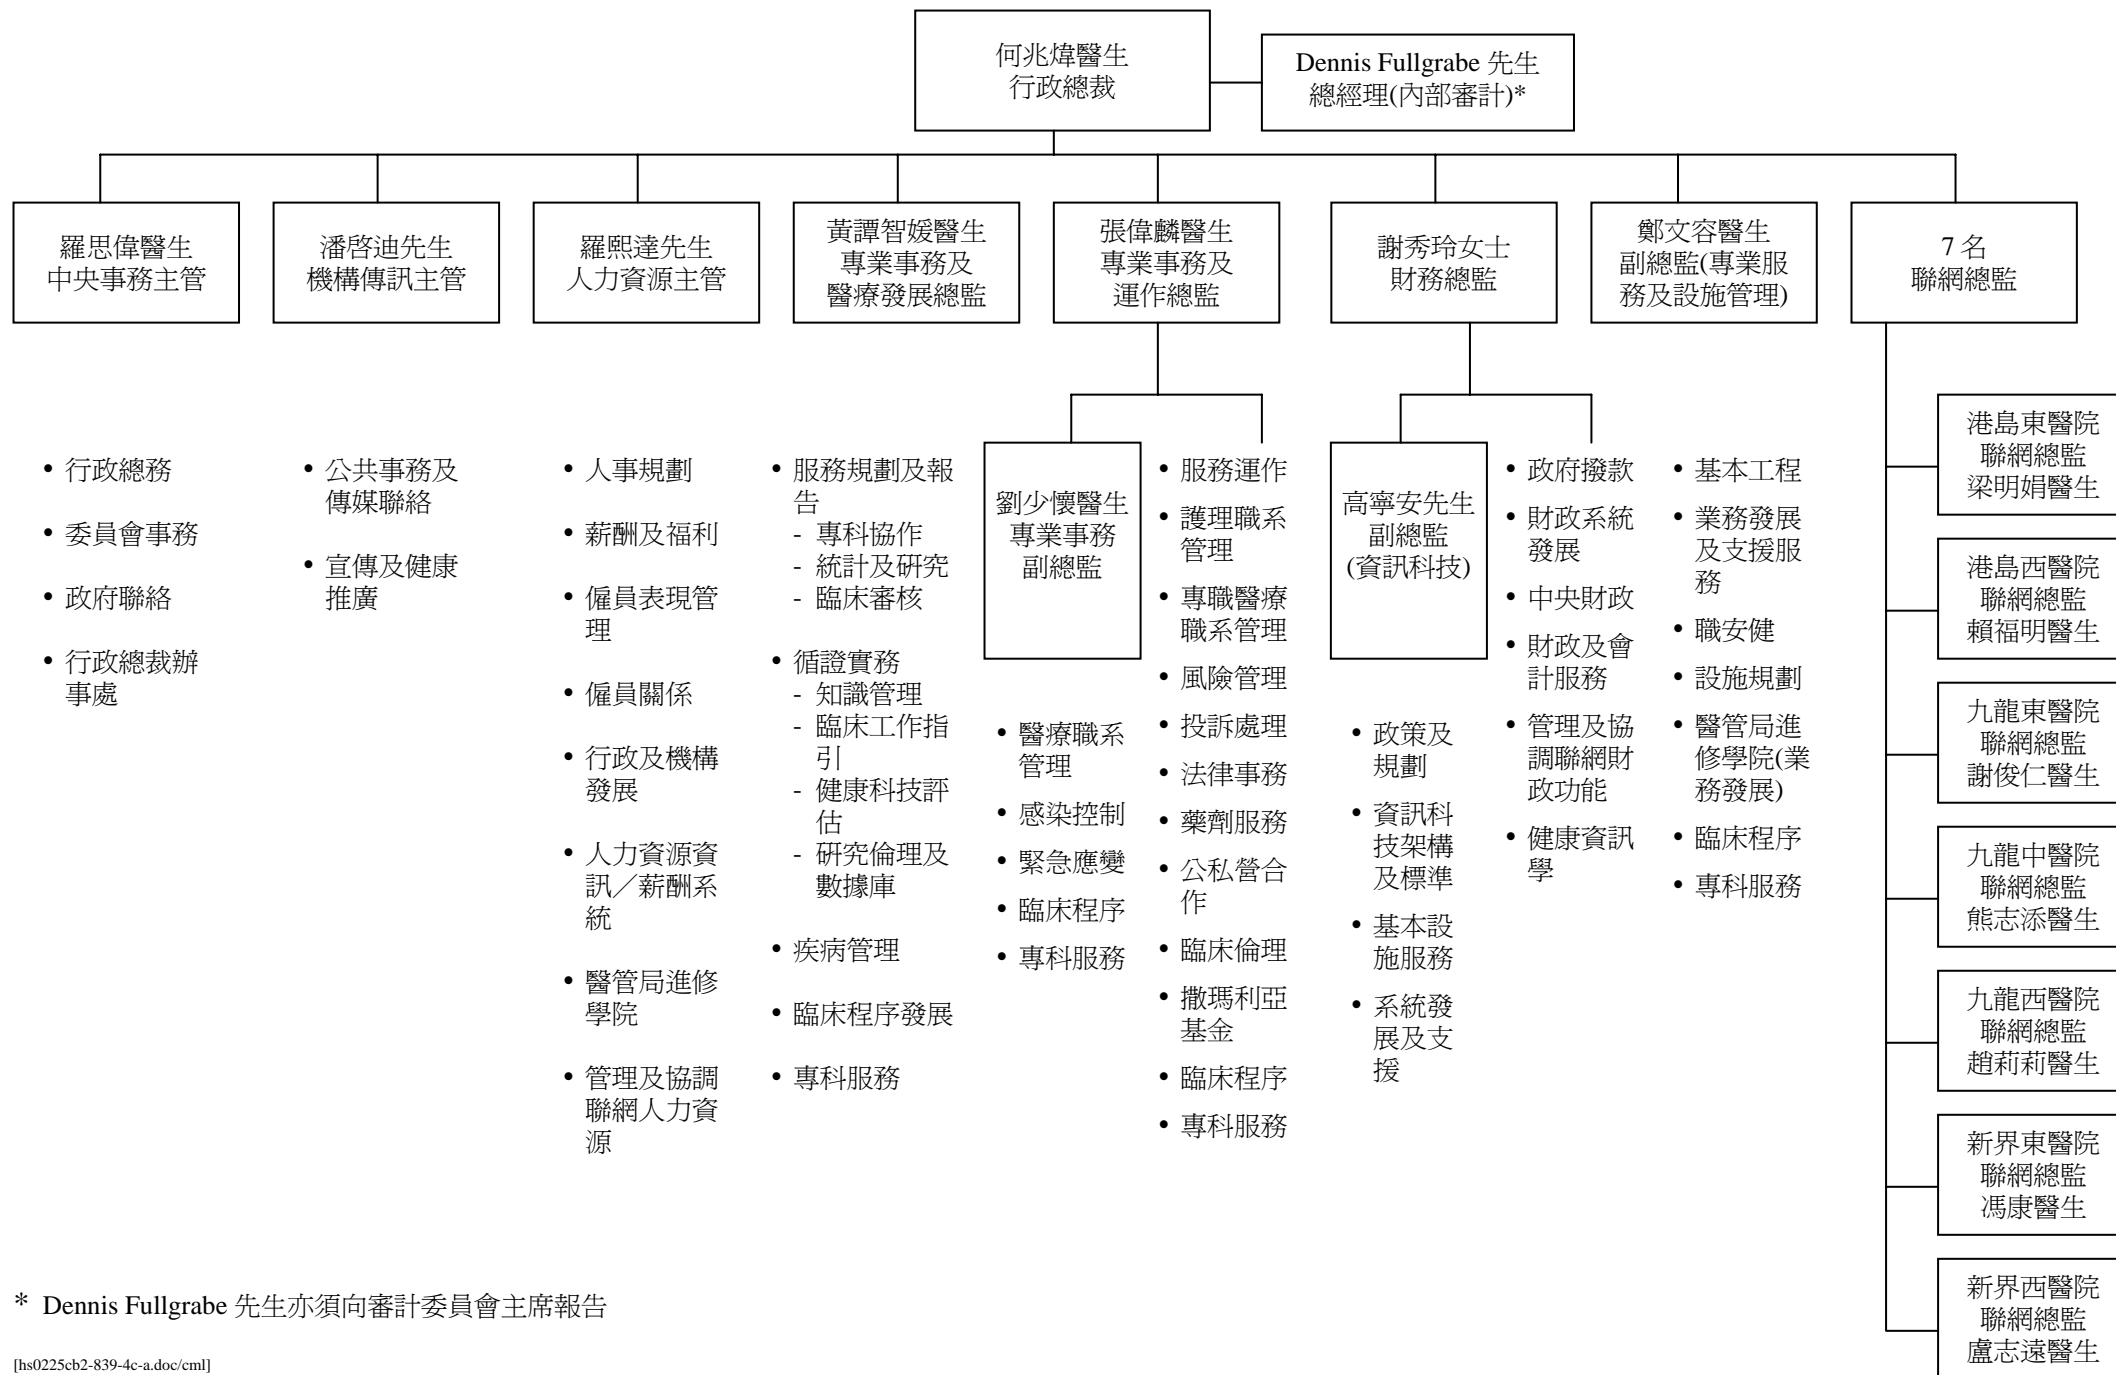 何兆煒醫生
行政總裁
Dennis Fullgrabe 先生
總經理(內部審計)*
羅思偉醫生
中央事務主管
潘啓迪先生
機構傳訊主管
羅熙達先生
人力資源主管
黃譚智媛醫生
專業事務及
醫療發展總監
張偉麟醫生
專業事務及
運作總監
謝秀玲女士
財務總監
鄭文容醫生
副總監(專業服
務及設施管理)
7 名
聯網總監
• 行政總務
• 委員會事務
• 政府聯絡
• 行政總裁辦
事處
• 公共事務及
傳媒聯絡
• 宣傳及健康
推廣
• 人事規劃
• 薪酬及福利
• 僱員表現管
理
• 僱員關係
• 行政及機構
發展
• 人力資源資
訊／薪酬系
統
• 醫管局進修
學院
• 管理及協調
聯網人力資
源
• 服務規劃及報
告
- 專科協作
- 統計及研究
- 臨床審核
• 循證實務
- 知識管理
- 臨床工作指
引
- 健康科技評
估
- 研究倫理及
數據庫
• 疾病管理
• 臨床程序發展
• 專科服務
劉少懷醫生
專業事務
副總監
• 醫療職系
管理
• 感染控制
• 緊急應變
• 臨床程序
• 專科服務
• 服務運作
• 護理職系
管理
• 專職醫療
職系管理
• 風險管理
• 投訴處理
• 法律事務
• 藥劑服務
• 公私營合
作
• 臨床倫理
• 撒瑪利亞
基金
• 臨床程序
• 專科服務
高寧安先生
副總監
(資訊科技)
• 政策及
規劃
• 資訊科
技架構
及標準
• 基本設
施服務
• 系統發
展及支
援
• 政府撥款
• 財政系統
發展
• 中央財政
• 財政及會
計服務
• 管理及協
調聯網財
政功能
• 健康資訊
學
• 基本工程
• 業務發展
及支援服
務
• 職安健
• 設施規劃
• 醫管局進
修學院(業
務發展)
• 臨床程序
• 專科服務
港島東醫院
聯網總監
梁明娟醫生
港島西醫院
聯網總監
賴福明醫生
九龍東醫院
聯網總監
謝俊仁醫生
九龍中醫院
聯網總監
熊志添醫生
九龍西醫院
聯網總監
趙莉莉醫生
新界東醫院
聯網總監
馮康醫生
新界西醫院
聯網總監
盧志遠醫生
* Dennis Fullgrabe 先生亦須向審計委員會主席報告
[hs0225cb2-839-4c-a.doc/cml]